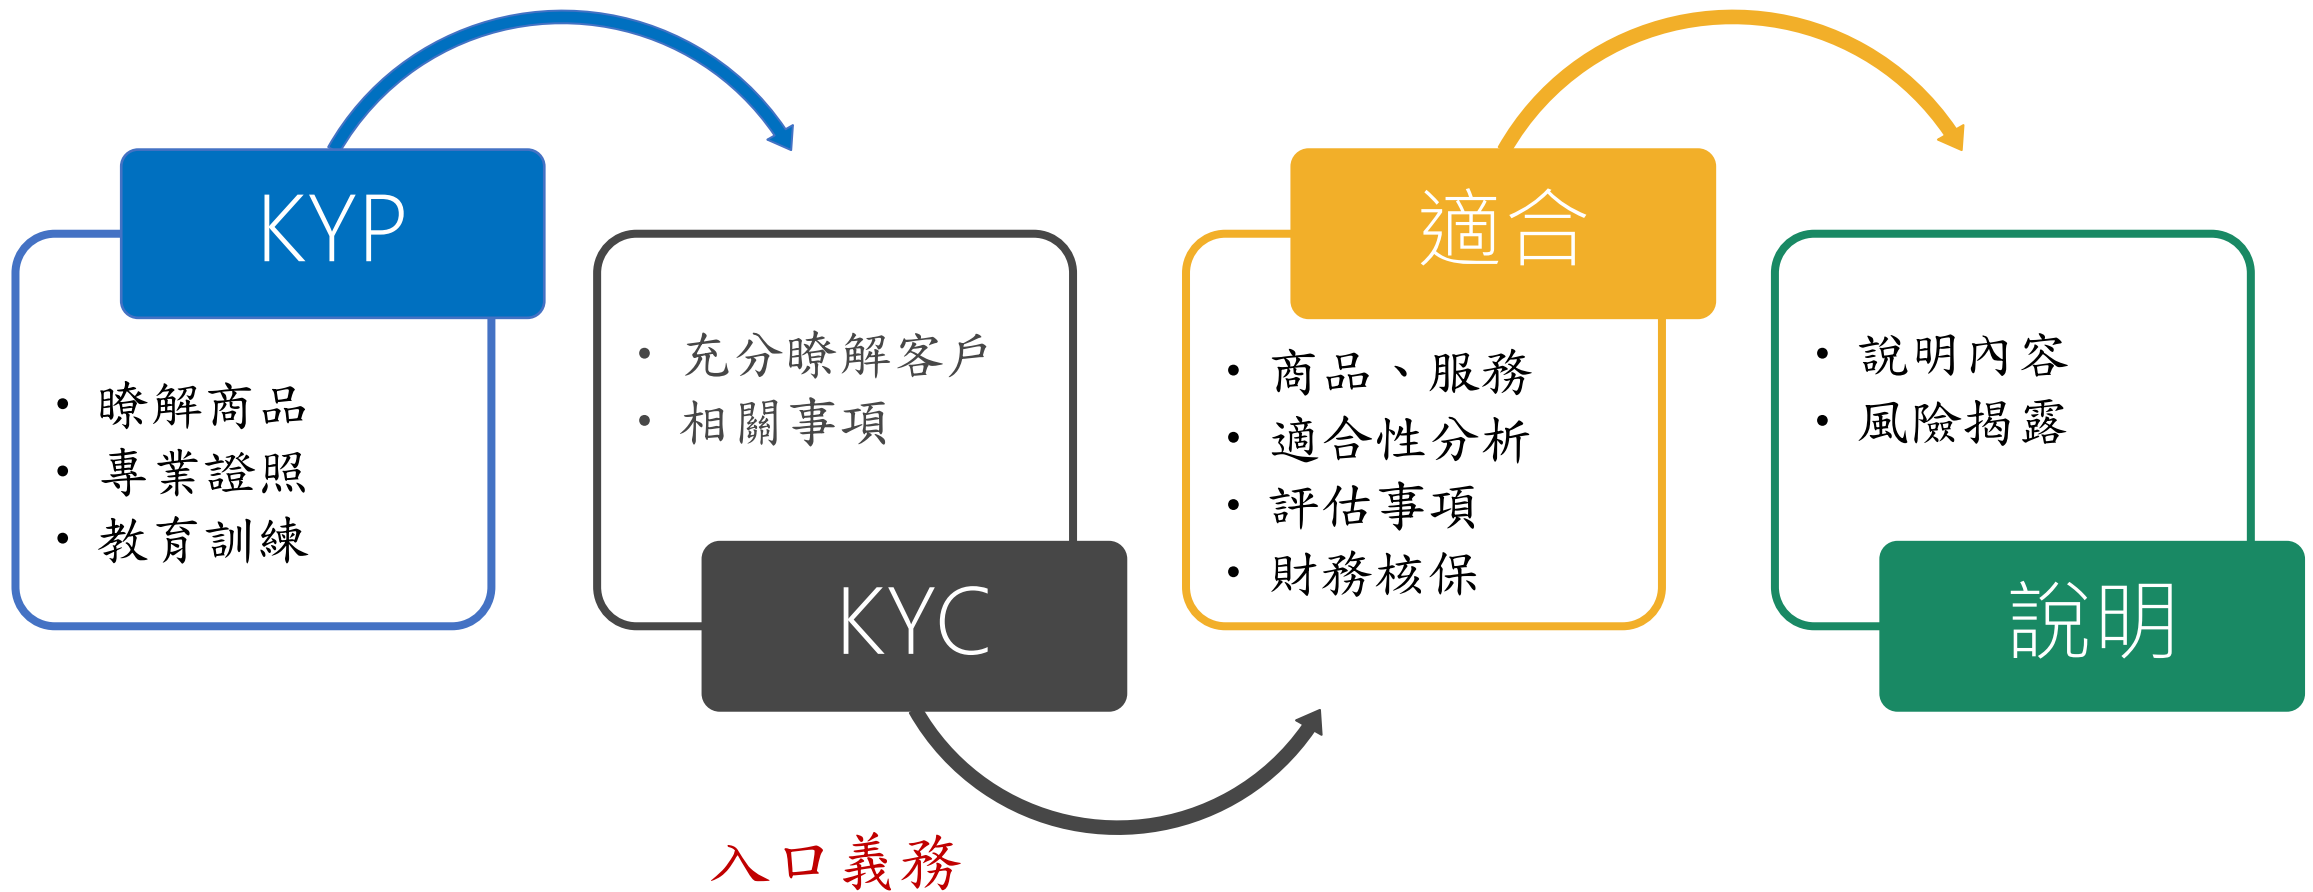 KYP
瞭解商品
專業證照
教育訓練
充分瞭解客戶
相關事項
KYC
入口義務
適合
商品、服務
適合性分析
評估事項
財務核保
說明內容
風險揭露
說明